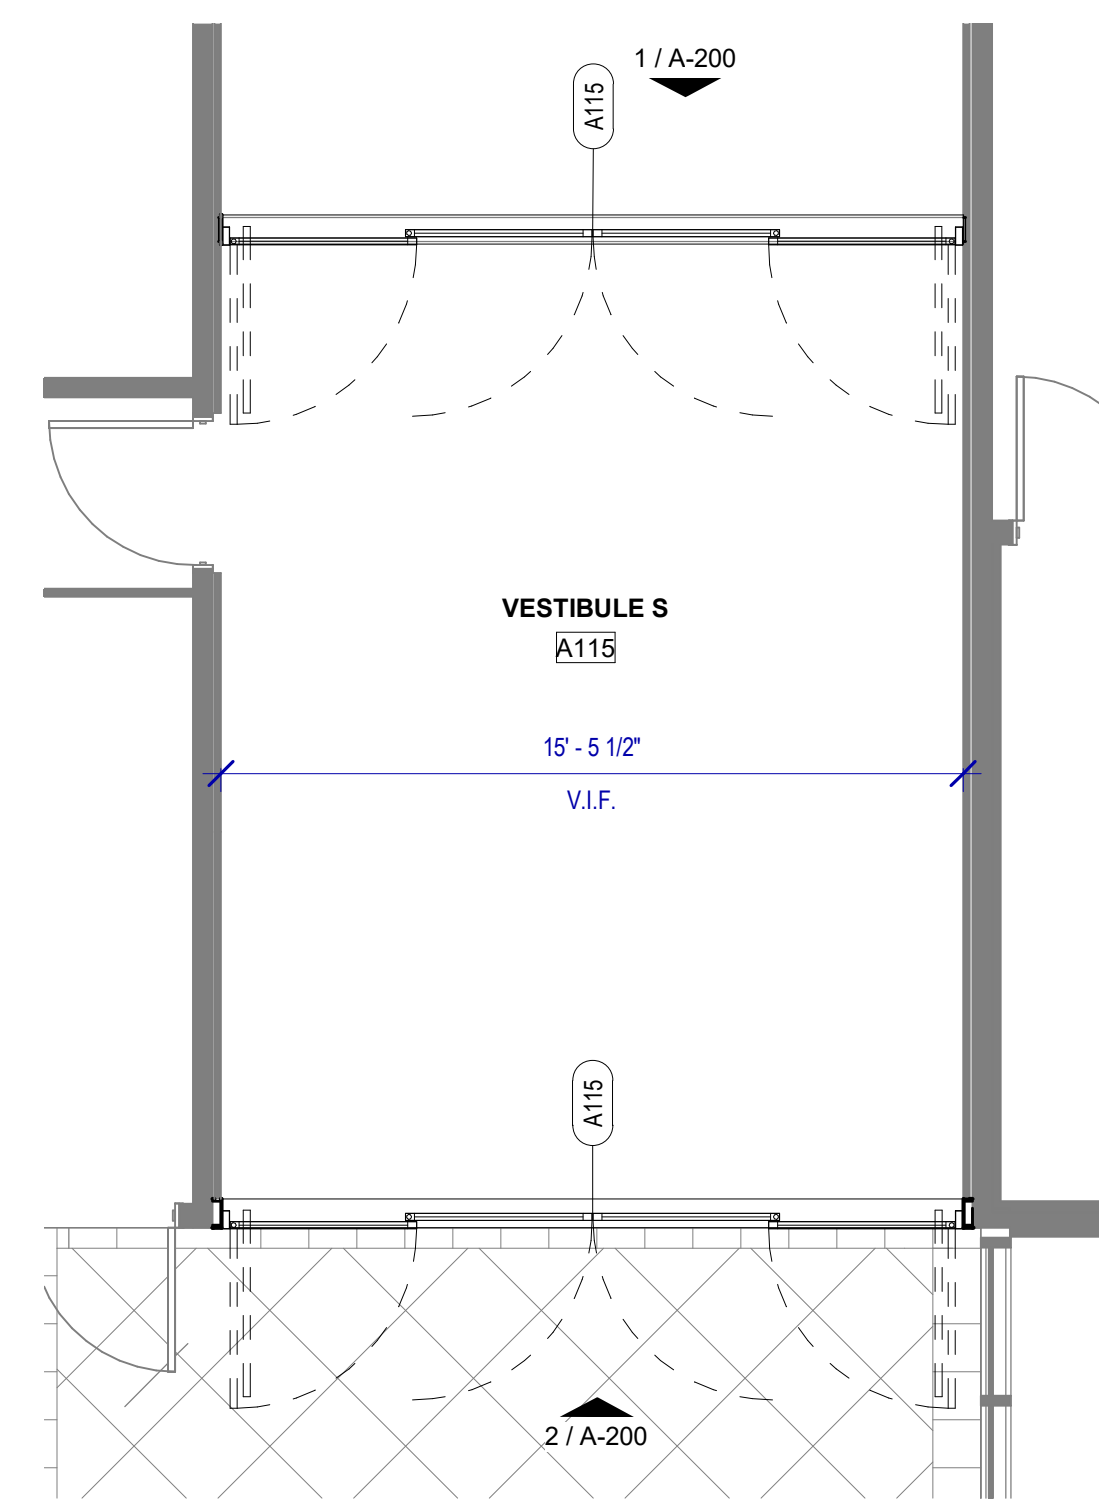 1 / A-200
A115
VESTIBULE S
A115
15' - 5 1/2"
V.I.F.
A115
2 / A-200